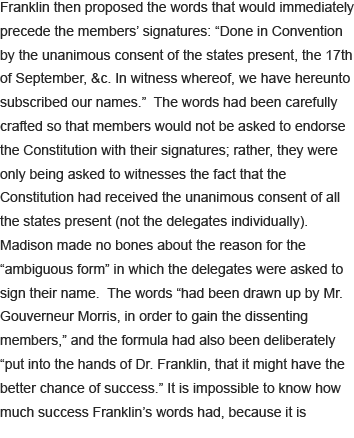 Franklin then proposed the words that would immediately
precede the members’ signatures: “Done in Convention
by the unanimous consent of the states present, the 17th
of September, &c. In witness whereof, we have hereunto
subscribed our names.”  The words had been carefully
crafted so that members would not be asked to endorse
the Constitution with their signatures; rather, they were
only being asked to witnesses the fact that the
Constitution had received the unanimous consent of all
the states present (not the delegates individually).
Madison made no bones about the reason for the
“ambiguous form” in which the delegates were asked to
sign their name.  The words “had been drawn up by Mr.
Gouverneur Morris, in order to gain the dissenting
members,” and the formula had also been deliberately
“put into the hands of Dr. Franklin, that it might have the
better chance of success.” It is impossible to know how
much success Franklin’s words had, because it is